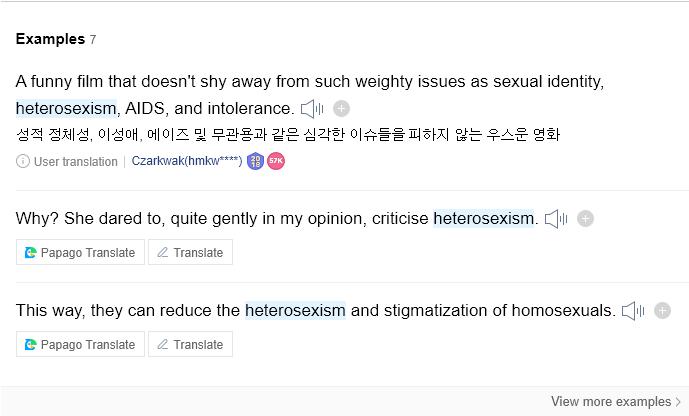 Examples 7
A funny film that doesn't shy away from such weighty issues as sexual identity,
heterosexism, AIDS, and intolerance.
성적 정체성, 이성애, 에이즈 및 무관용과 같은 심각한 이슈들을 피하지 않는 우스운 영화
User translation | Czarkwak(hmkw****) 2018 57K
Why? She dared to, quite gently in my opinion, criticise heterosexism.
Papago Translate Translate
This way, they can reduce the heterosexism and stigmatization of homosexuals.
Papago Translate Translate
View more examples >